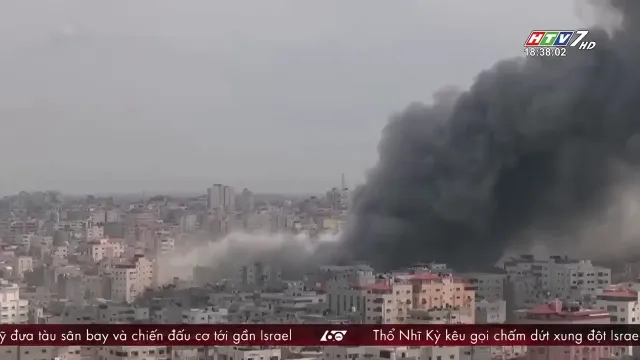 HTV7 HD
18:38:02
ỹ đưa tàu sân bay và chiến đấu cơ tới gần Israel
Thổ Nhĩ Kỳ kêu gọi chấm dứt xung đột Israe